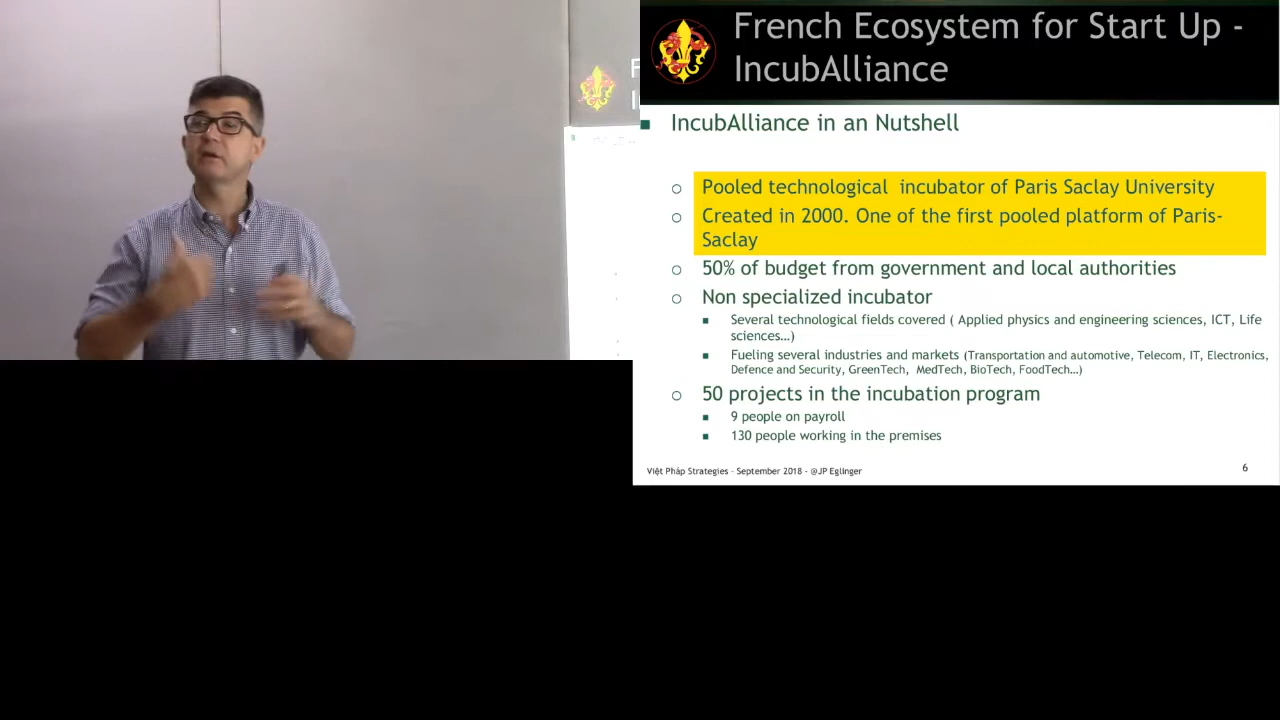 French Ecosystem for Start Up -
IncubAlliance
IncubAlliance in an Nutshell
Pooled technological incubator of Paris Saclay University
Created in 2000. One of the first pooled platform of Paris-
Saclay
50% of budget from government and local authorities
Non specialized incubator
Several technological fields covered ( Applied physics and engineering sciences, ICT, Life
sciences…)
Fueling several industries and markets (Transportation and automotive, Telecom, IT, Electronics,
Defence and Security, GreenTech, MedTech, BioTech, FoodTech…)
50 projects in the incubation program
9 people on payroll
130 people working in the premises
Việt Pháp Strategies – September 2018 - @JP Eglinger
6